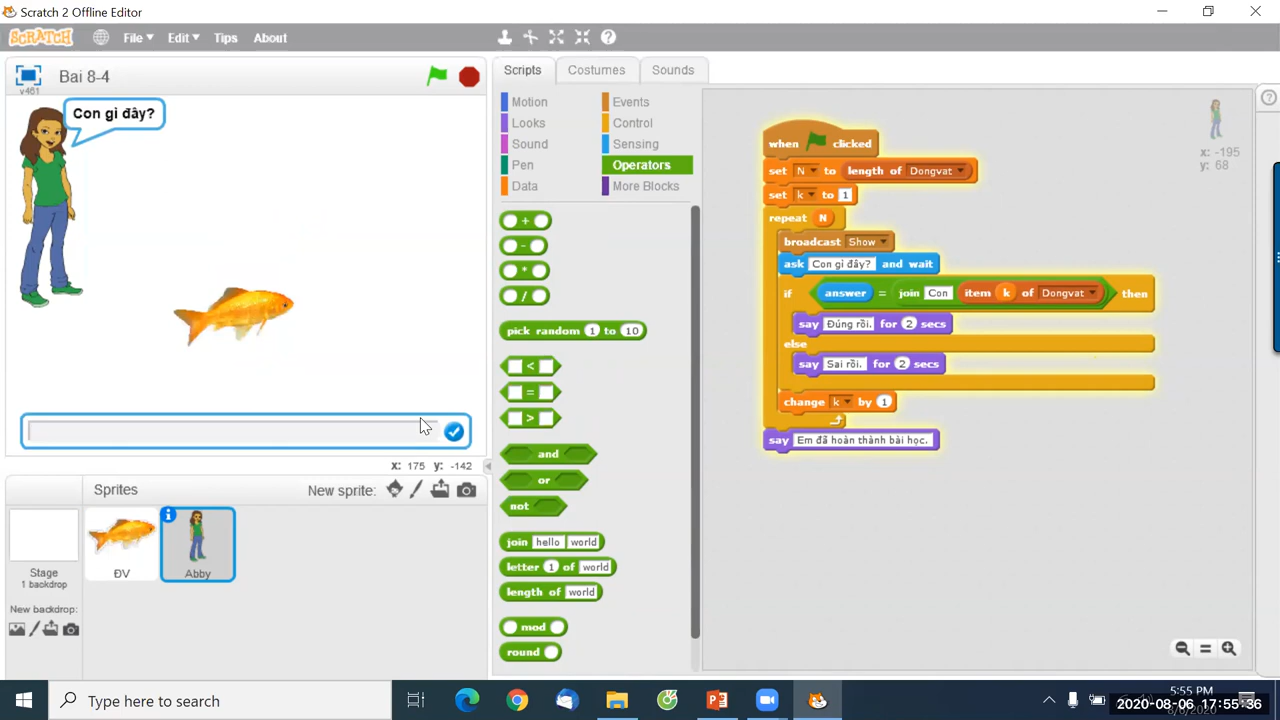 Scratch 2 Offline Editor
SCRATCH File Edit Tips About
Bai 8-4
v461
Con gì đây?
x: 175 y: -142
Sprites New sprite:
Stage
1 backdrop
New backdrop:
ĐV
Abby
Scripts Costumes Sounds
Motion Events
Looks Control
Sound Sensing
Pen Operators
Data More Blocks
+
-
*
/
pick random 1 to 10
<
=
>
and
or
not
join hello world
letter 1 of world
length of world
mod
round
when clicked
set N to length of Dongvat
set k to 1
repeat N
broadcast Show
ask Con gì đây? and wait
if answer = join Con item k of Dongvat then
say Đúng rồi. for 2 secs
else
say Sai rồi. for 2 secs
change k by 1
say Em đã hoàn thành bài học.
x: -195
y: 68
Type here to search
5:55 PM
2020-08-06 17:55:36